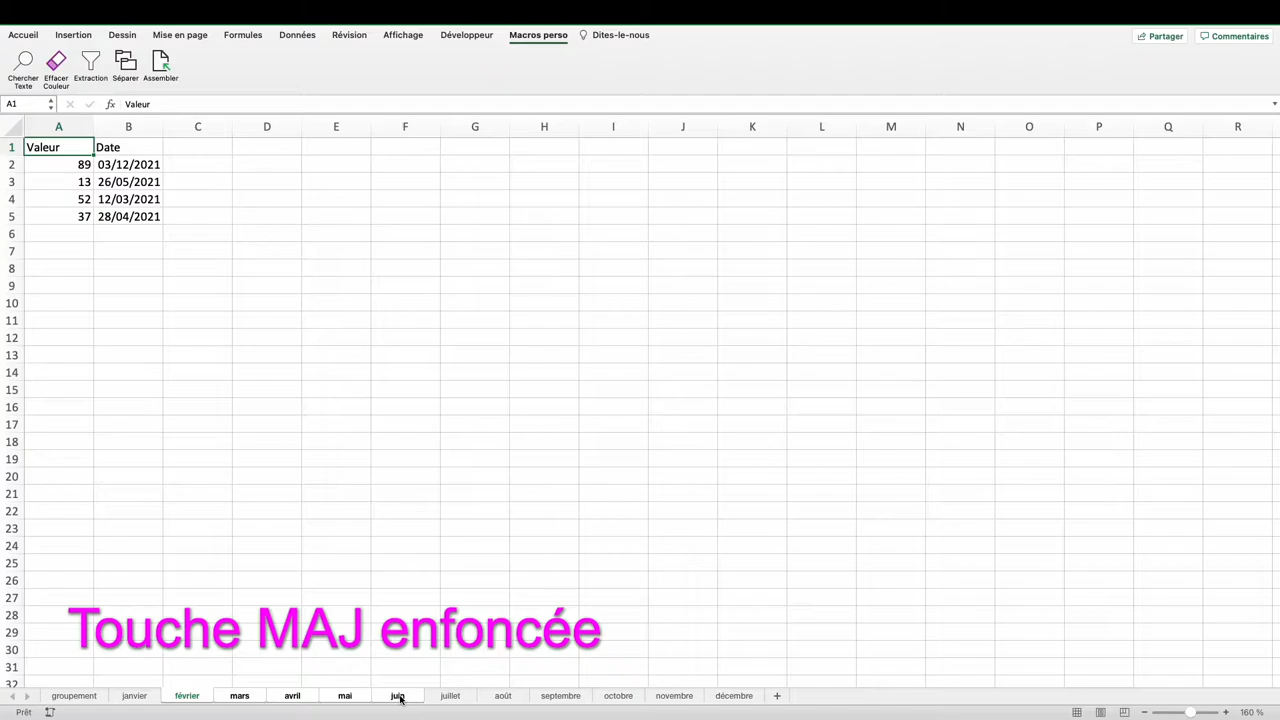 Accueil Insertion Dessin Mise en page Formules Données Révision Affichage Développeur Macros perso Dites-le-nous Partager Commentaires
Chercher Texte
Effacer Couleur
Extraction
Séparer
Assembler
A1 fx Valeur
A B C D E F G H I J K L M N O P Q R
1 Valeur Date
2 89 03/12/2021
3 13 26/05/2021
4 52 12/03/2021
5 37 28/04/2021
6
7
8
9
10
11
12
13
14
15
16
17
18
19
20
21
22
23
24
25
26
27
28
29
30
31
32
Touche MAJ enfoncée
groupement janvier février mars avril mai juin juillet août septembre octobre novembre décembre +
Prêt 160 %